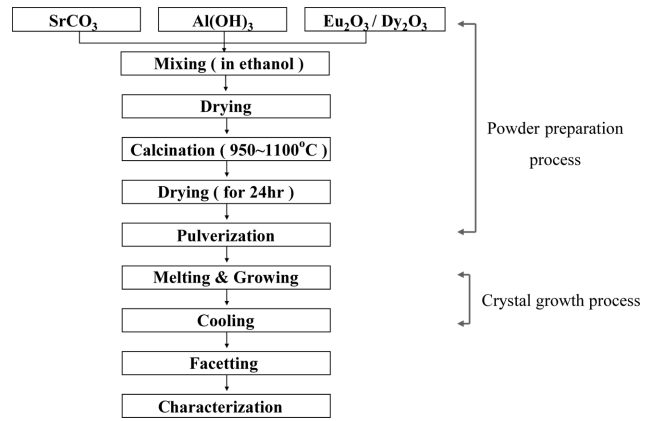 SrCO₃
Al(OH)₃
Eu₂O₃ / Dy₂O₃
Mixing ( in ethanol )
Drying
Calcination ( 950~1100°C )
Drying ( for 24hr )
Pulverization
Melting & Growing
Cooling
Facetting
Characterization
Powder preparation
process
Crystal growth process